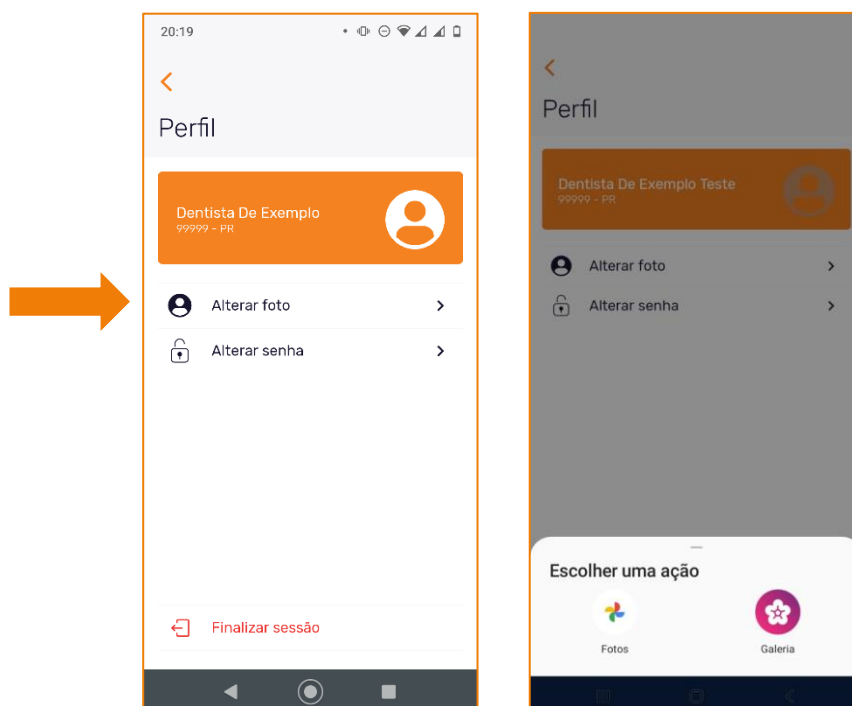 20:19
Perfil
Dentista De Exemplo
99999 - PR
Alterar foto
Alterar senha
Finalizar sessão
Perfil
Dentista De Exemplo Teste
99999 - PR
Alterar foto
Alterar senha
Escolher uma ação
Fotos
Galeria